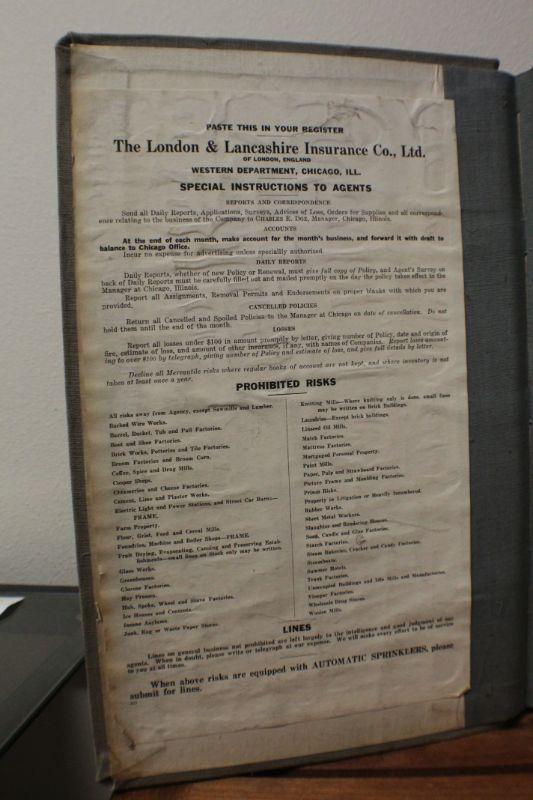 PASTE THIS IN YOUR REGISTER
The London & Lancashire Insurance Co., Ltd.
OF LONDON, ENGLAND
WESTERN DEPARTMENT, CHICAGO, ILL.
SPECIAL INSTRUCTIONS TO AGENTS
REPORTS AND CORRESPONDENCE
Send all Daily Reports, Applications, Surveys, Advices of Loss, Orders for Supplies and all correspond-
ence relating to the business of the Company to CHARLES E. DOX, Manager, Chicago, Illinois.
ACCOUNTS
At the end of each month, make account for the month's business, and forward it with draft to
balance to Chicago Office.
Incur no expense for advertising unless specially authorized.
DAILY REPORTS
Daily Reports, whether of new Policy or Renewal, must give full copy of Policy, and Agent's Survey on
back of Daily Reports must be carefully filled out and mailed promptly on the day the policy takes effect to the
Manager at Chicago, Illinois.
Report all Assignments, Removal Permits and Endorsements on proper blanks with which you are
provided.
CANCELLED POLICIES
Return all Cancelled and Spoiled Policies to the Manager at Chicago on date of cancellation. Do not
hold them until the end of the month.
LOSSES
Report all losses under $100 in amount promptly by letter, giving number of Policy, date and origin of
fire, estimate of loss, and amount of other insurance, if any, with names of Companies. Report losses amount-
ing to over $100 by telegraph, giving number of Policy and estimate of loss, and give full details by letter.
Decline all Mercantile risks where regular books of account are not kept, and where inventory is not
taken at least once a year.
PROHIBITED RISKS
All risks away from Agency, except Sawmills and Lumber.
Barbed Wire Works.
Barrel, Bucket, Tub and Pail Factories.
Boot and Shoe Factories.
Brick Works, Potteries and Tile Factories.
Broom Factories and Broom Corn.
Coffee, Spice and Drug Mills.
Cooper Shops.
Creameries and Cheese Factories.
Cement, Lime and Plaster Works.
Electric Light and Power Stations, and Street Car Barns—
FRAME.
Farm Property.
Flour, Grist, Feed and Cereal Mills.
Foundries, Machine and Boiler Shops—FRAME.
Fruit Drying, Evaporating, Canning and Preserving Estab-
lishments—small lines on Stock only may be written.
Glass Works.
Greenhouses.
Glucose Factories.
Hay Presses.
Hub, Spoke, Wheel and Stave Factories.
Ice Houses and Contents.
Insane Asylums.
Junk, Rag or Waste Paper Stores.
Knitting Mills—Where knitting only is done, small lines
may be written on Brick Buildings.
Laundries—Except brick buildings.
Linseed Oil Mills.
Match Factories.
Mattress Factories.
Mortgaged Personal Property.
Paint Mills.
Paper, Pulp and Strawboard Factories.
Picture Frame and Moulding Factories.
Prison Risks.
Property in Litigation or Heavily Incumbered.
Rubber Works.
Sheet Metal Workers.
Slaughter and Rendering Houses.
Soap, Candle and Glue Factories.
Starch Factories.
Steam Bakeries, Cracker and Candy Factories.
Steamboats.
Summer Hotels.
Trunk Factories.
Unoccupied Buildings and Idle Mills and Manufactories.
Vinegar Factories.
Wholesale Drug Stores.
Woolen Mills.
LINES
Lines on general business not prohibited are left largely to the intelligence and good judgment of our
agents. When in doubt, please write or telegraph at our expense. We will make every effort to be of service
to you at all times.
When above risks are equipped with AUTOMATIC SPRINKLERS, please
submit for lines.